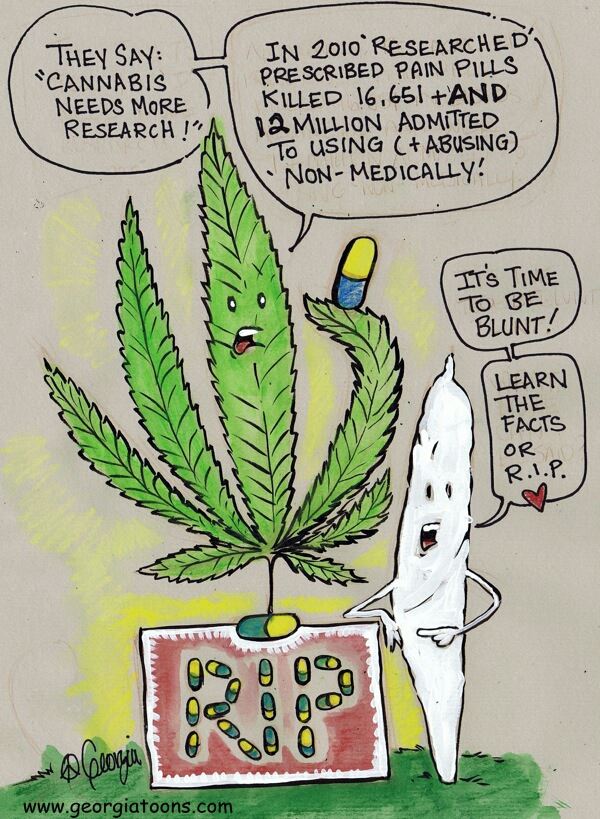 THEY SAY:
"CANNABIS
NEEDS MORE
RESEARCH!"
IN 2010 'RESEARCHED'
PRESCRIBED PAIN PILLS
KILLED 16,651 + AND
12 MILLION ADMITTED
TO USING (+ ABUSING)
NON-MEDICALLY!
IT'S TIME
TO BE
BLUNT!
LEARN
THE
FACTS
OR
R.I.P.
RIP
Georgia
www.georgiatoons.com